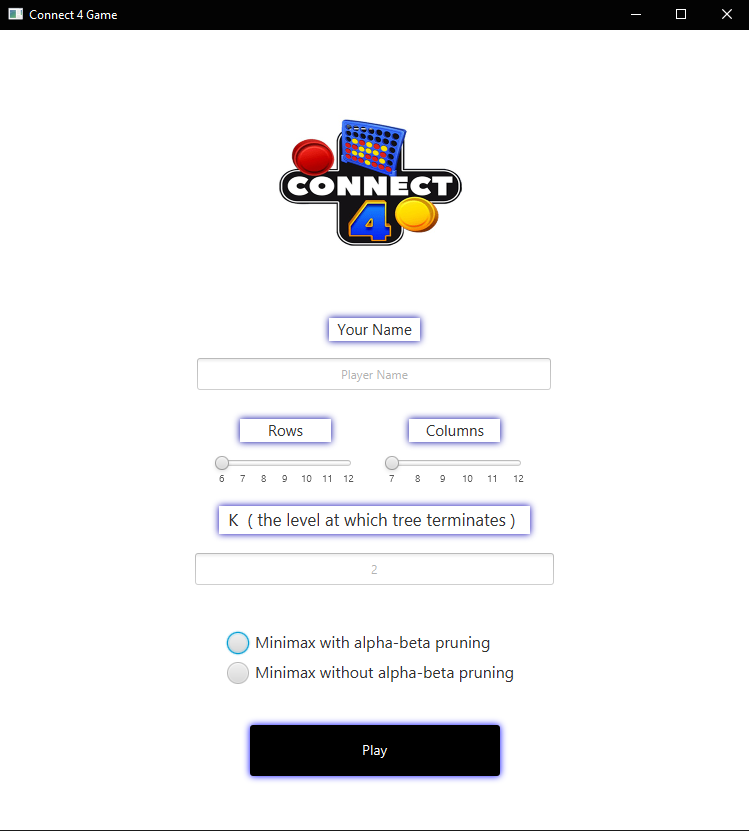 Connect 4 Game
CONNECT
4
Your Name
Player Name
Rows Columns
6 7 8 9 10 11 12 7 8 9 10 11 12
K ( the level at which tree terminates )
2
Minimax with alpha-beta pruning
Minimax without alpha-beta pruning
Play